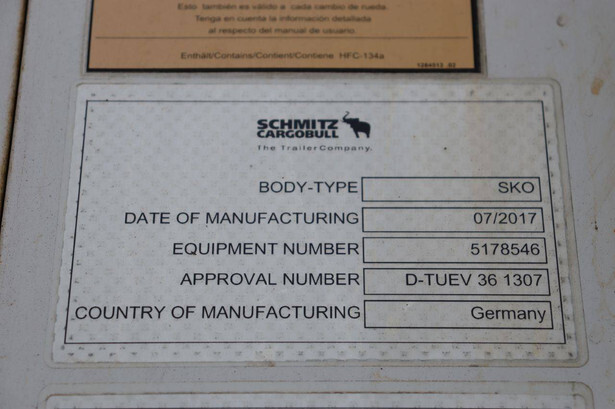 Esto también es válido a cada cambio de rueda.
Tenga en cuenta la información detallada
al respecto del manual de usuario.
Enthält/Contains/Contient/Contiene HFC-134a
SCHMITZ
CARGOBULL
The TrailerCompany.
BODY-TYPE SKO
DATE OF MANUFACTURING 07/2017
EQUIPMENT NUMBER 5178546
APPROVAL NUMBER D-TUEV 36 1307
COUNTRY OF MANUFACTURING Germany